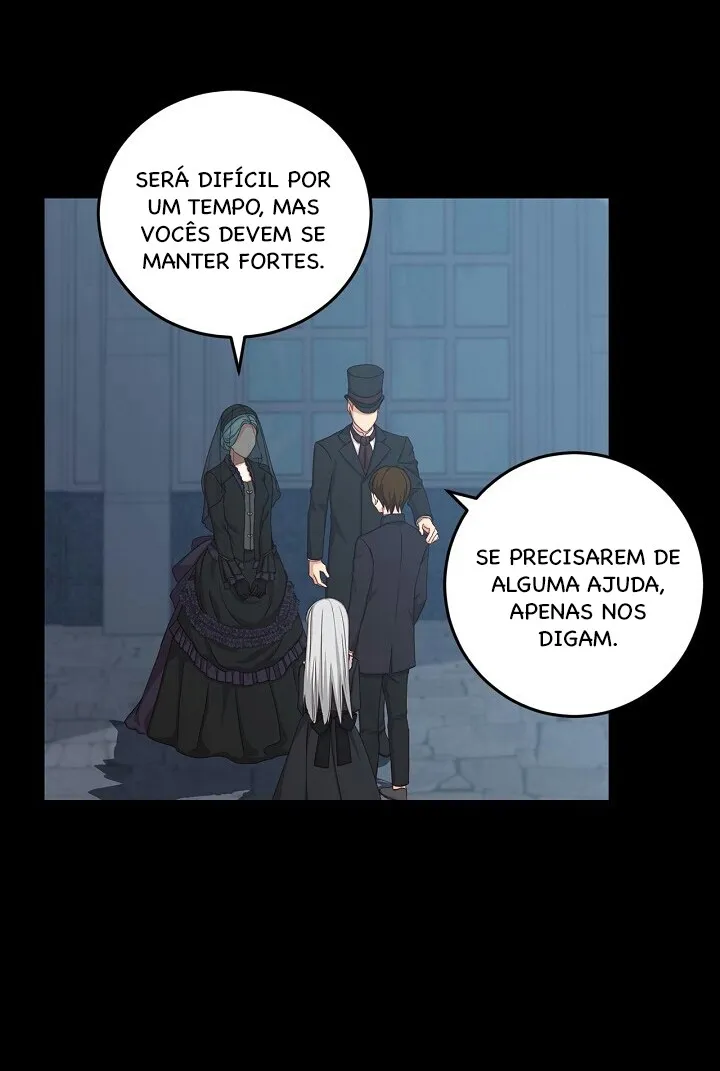 SERÁ DIFÍCIL POR
UM TEMPO, MAS
VOCÊS DEVEM SE
MANTER FORTES.
SE PRECISAREM DE
ALGUMA AJUDA,
APENAS NOS
DIGAM.